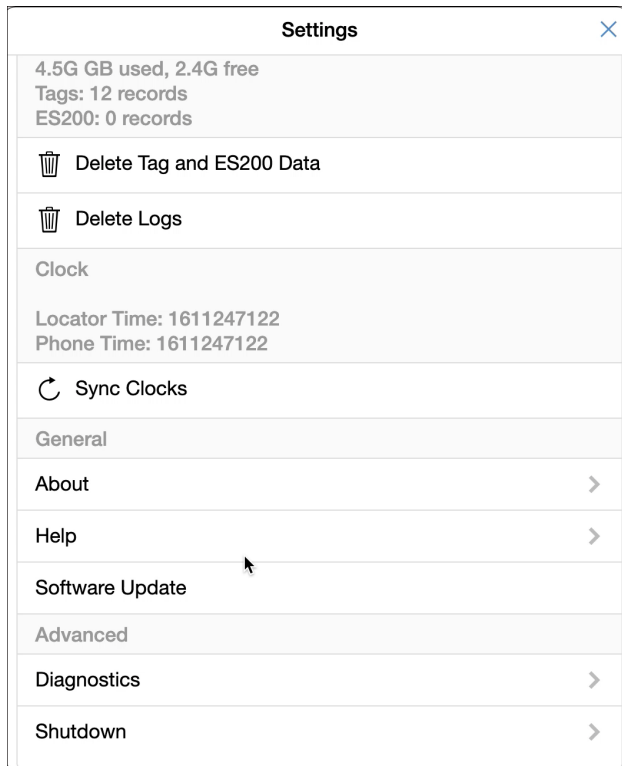 Settings
4.5G GB used, 2.4G free
Tags: 12 records
ES200: 0 records
Delete Tag and ES200 Data
Delete Logs
Clock
Locator Time: 1611247122
Phone Time: 1611247122
Sync Clocks
General
About
Help
Software Update
Advanced
Diagnostics
Shutdown